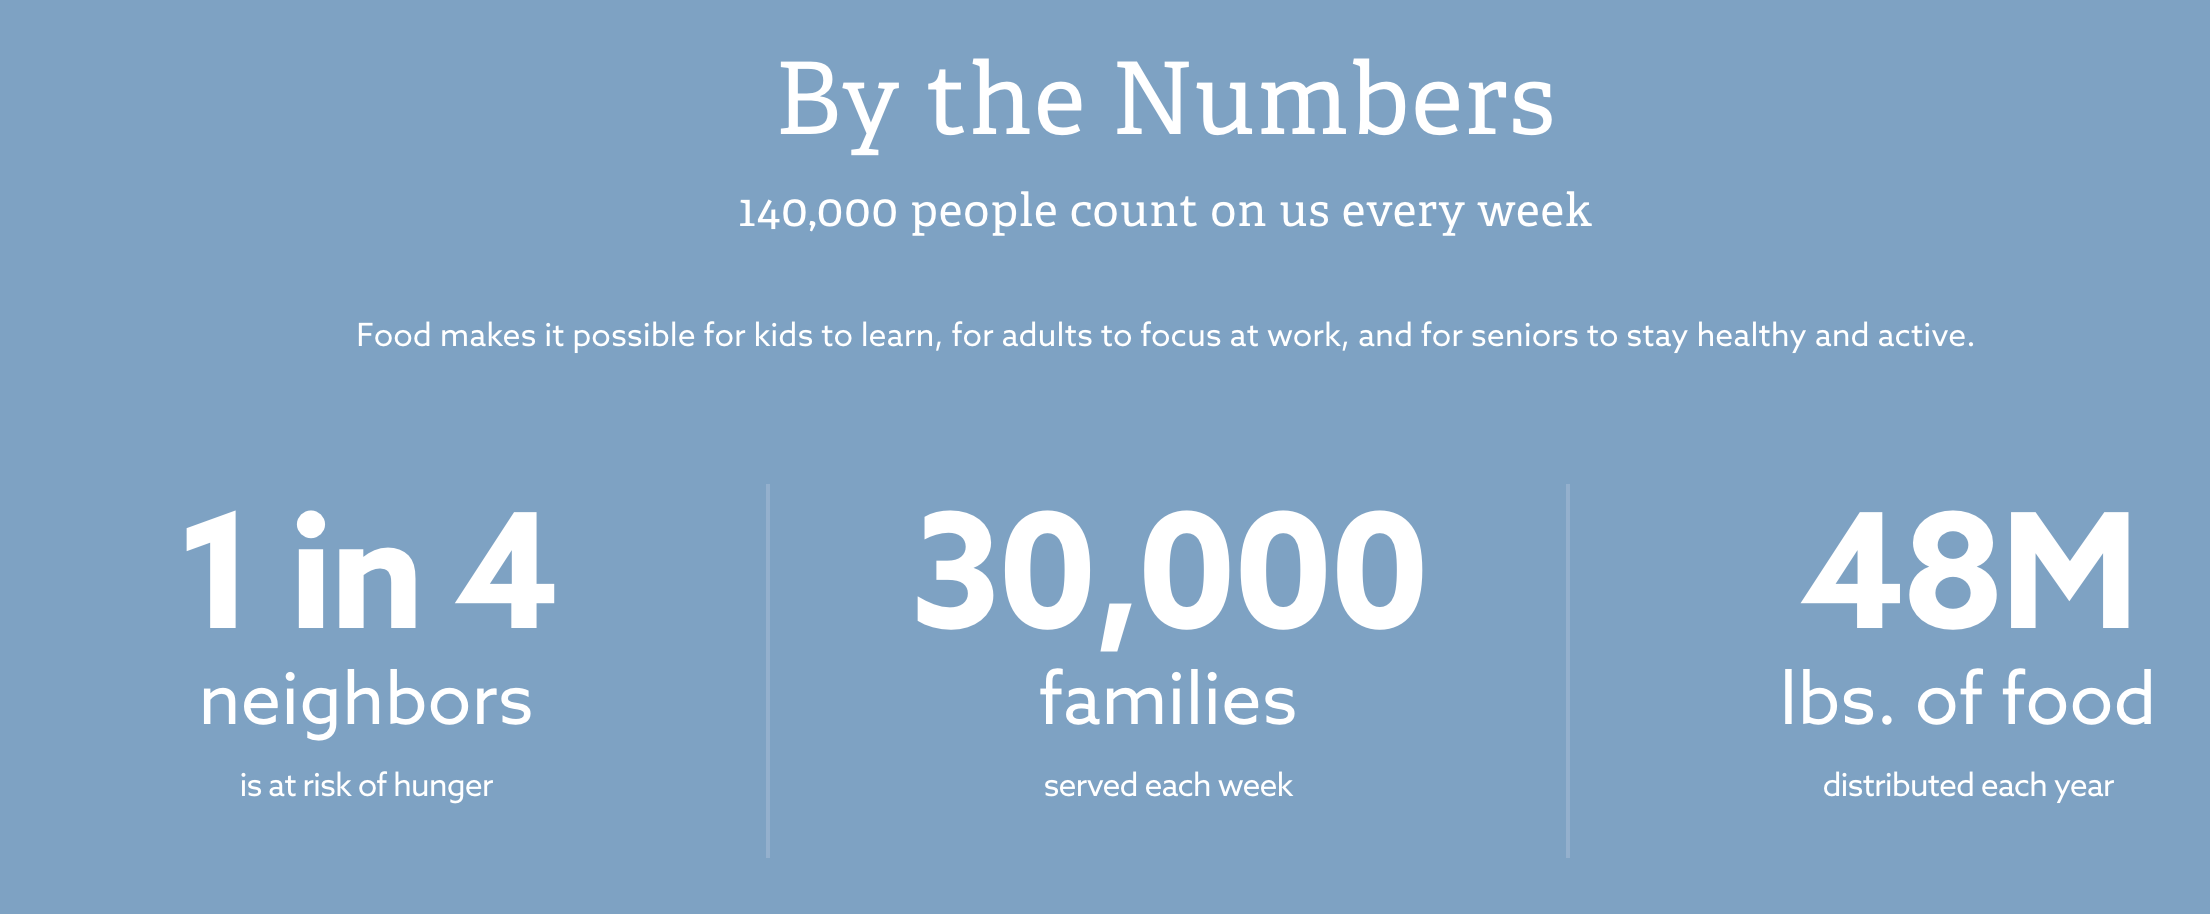 By the Numbers
140,000 people count on us every week
Food makes it possible for kids to learn, for adults to focus at work, and for seniors to stay healthy and active.
1 in 4
neighbors
is at risk of hunger
30,000
families
served each week
48M
lbs. of food
distributed each year